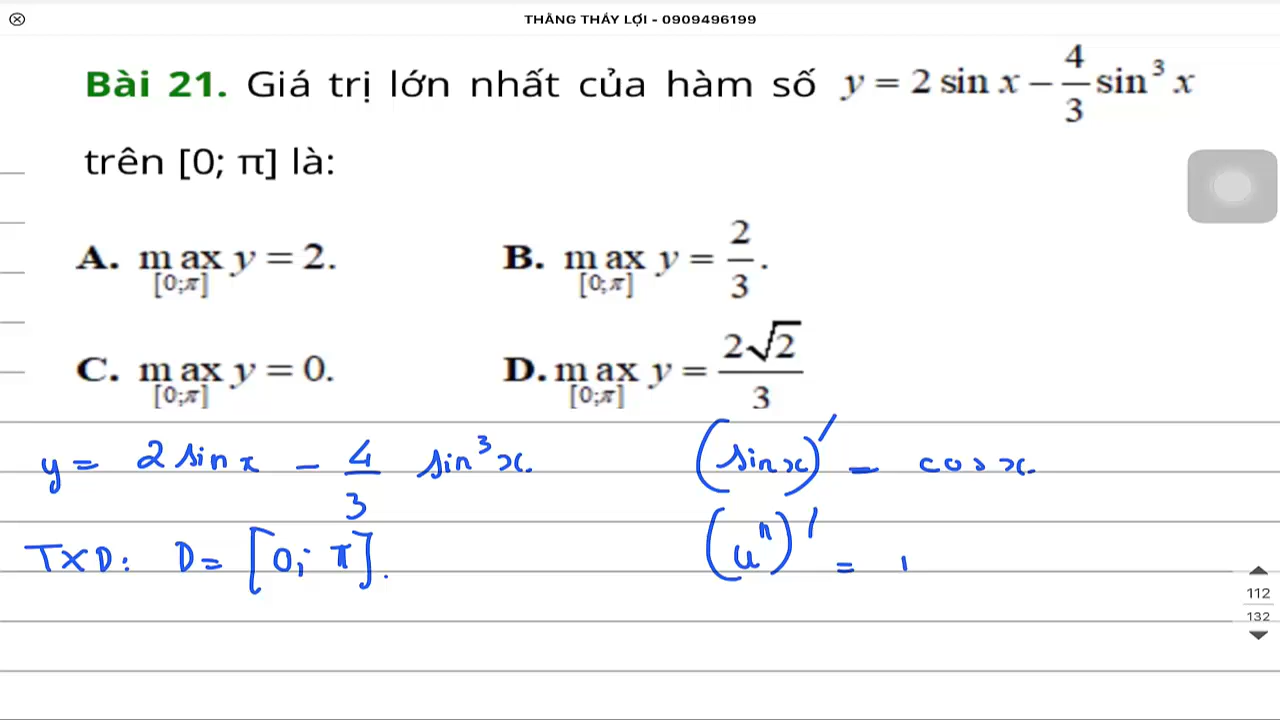 THẦNG THẦY LỢI - 0909496199
Bài 21. Giá trị lớn nhất của hàm số y = 2 sin x − 4/3 sin³ x
trên [0; π] là:
A. max y = 2. [0;π]
B. max y = 2/3. [0;π]
C. max y = 0. [0;π]
D. max y = 2√2/3 [0;π]
y = 2 sin x − 4/3 sin³x.
(sin x)' = cos x.
TXD: D = [0; π].
(uⁿ)' =
112
132